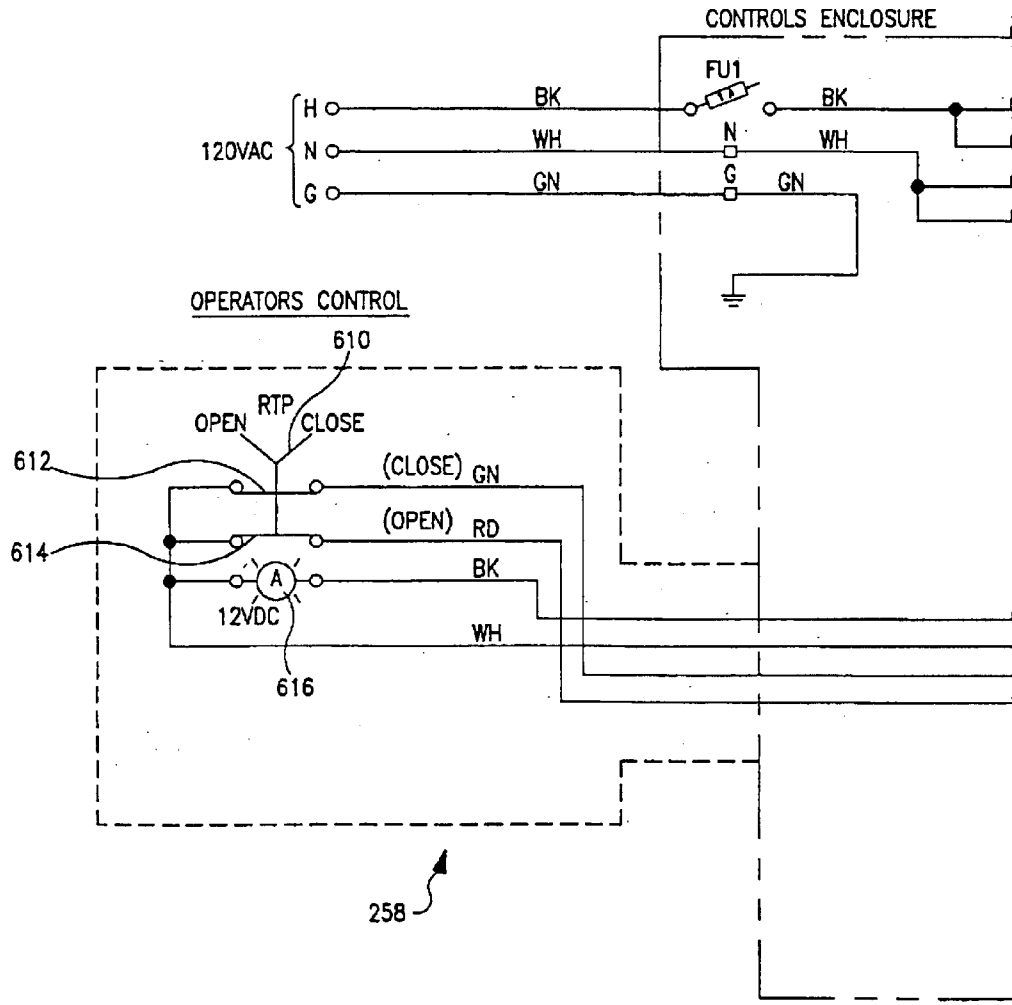 CONTROLS ENCLOSURE
FU1
H BK BK
120VAC N WH N WH
G GN G GN
OPERATORS CONTROL
610
RTP
OPEN CLOSE
612 (CLOSE) GN
(OPEN) RD
614 A BK
12VDC
WH
616
258